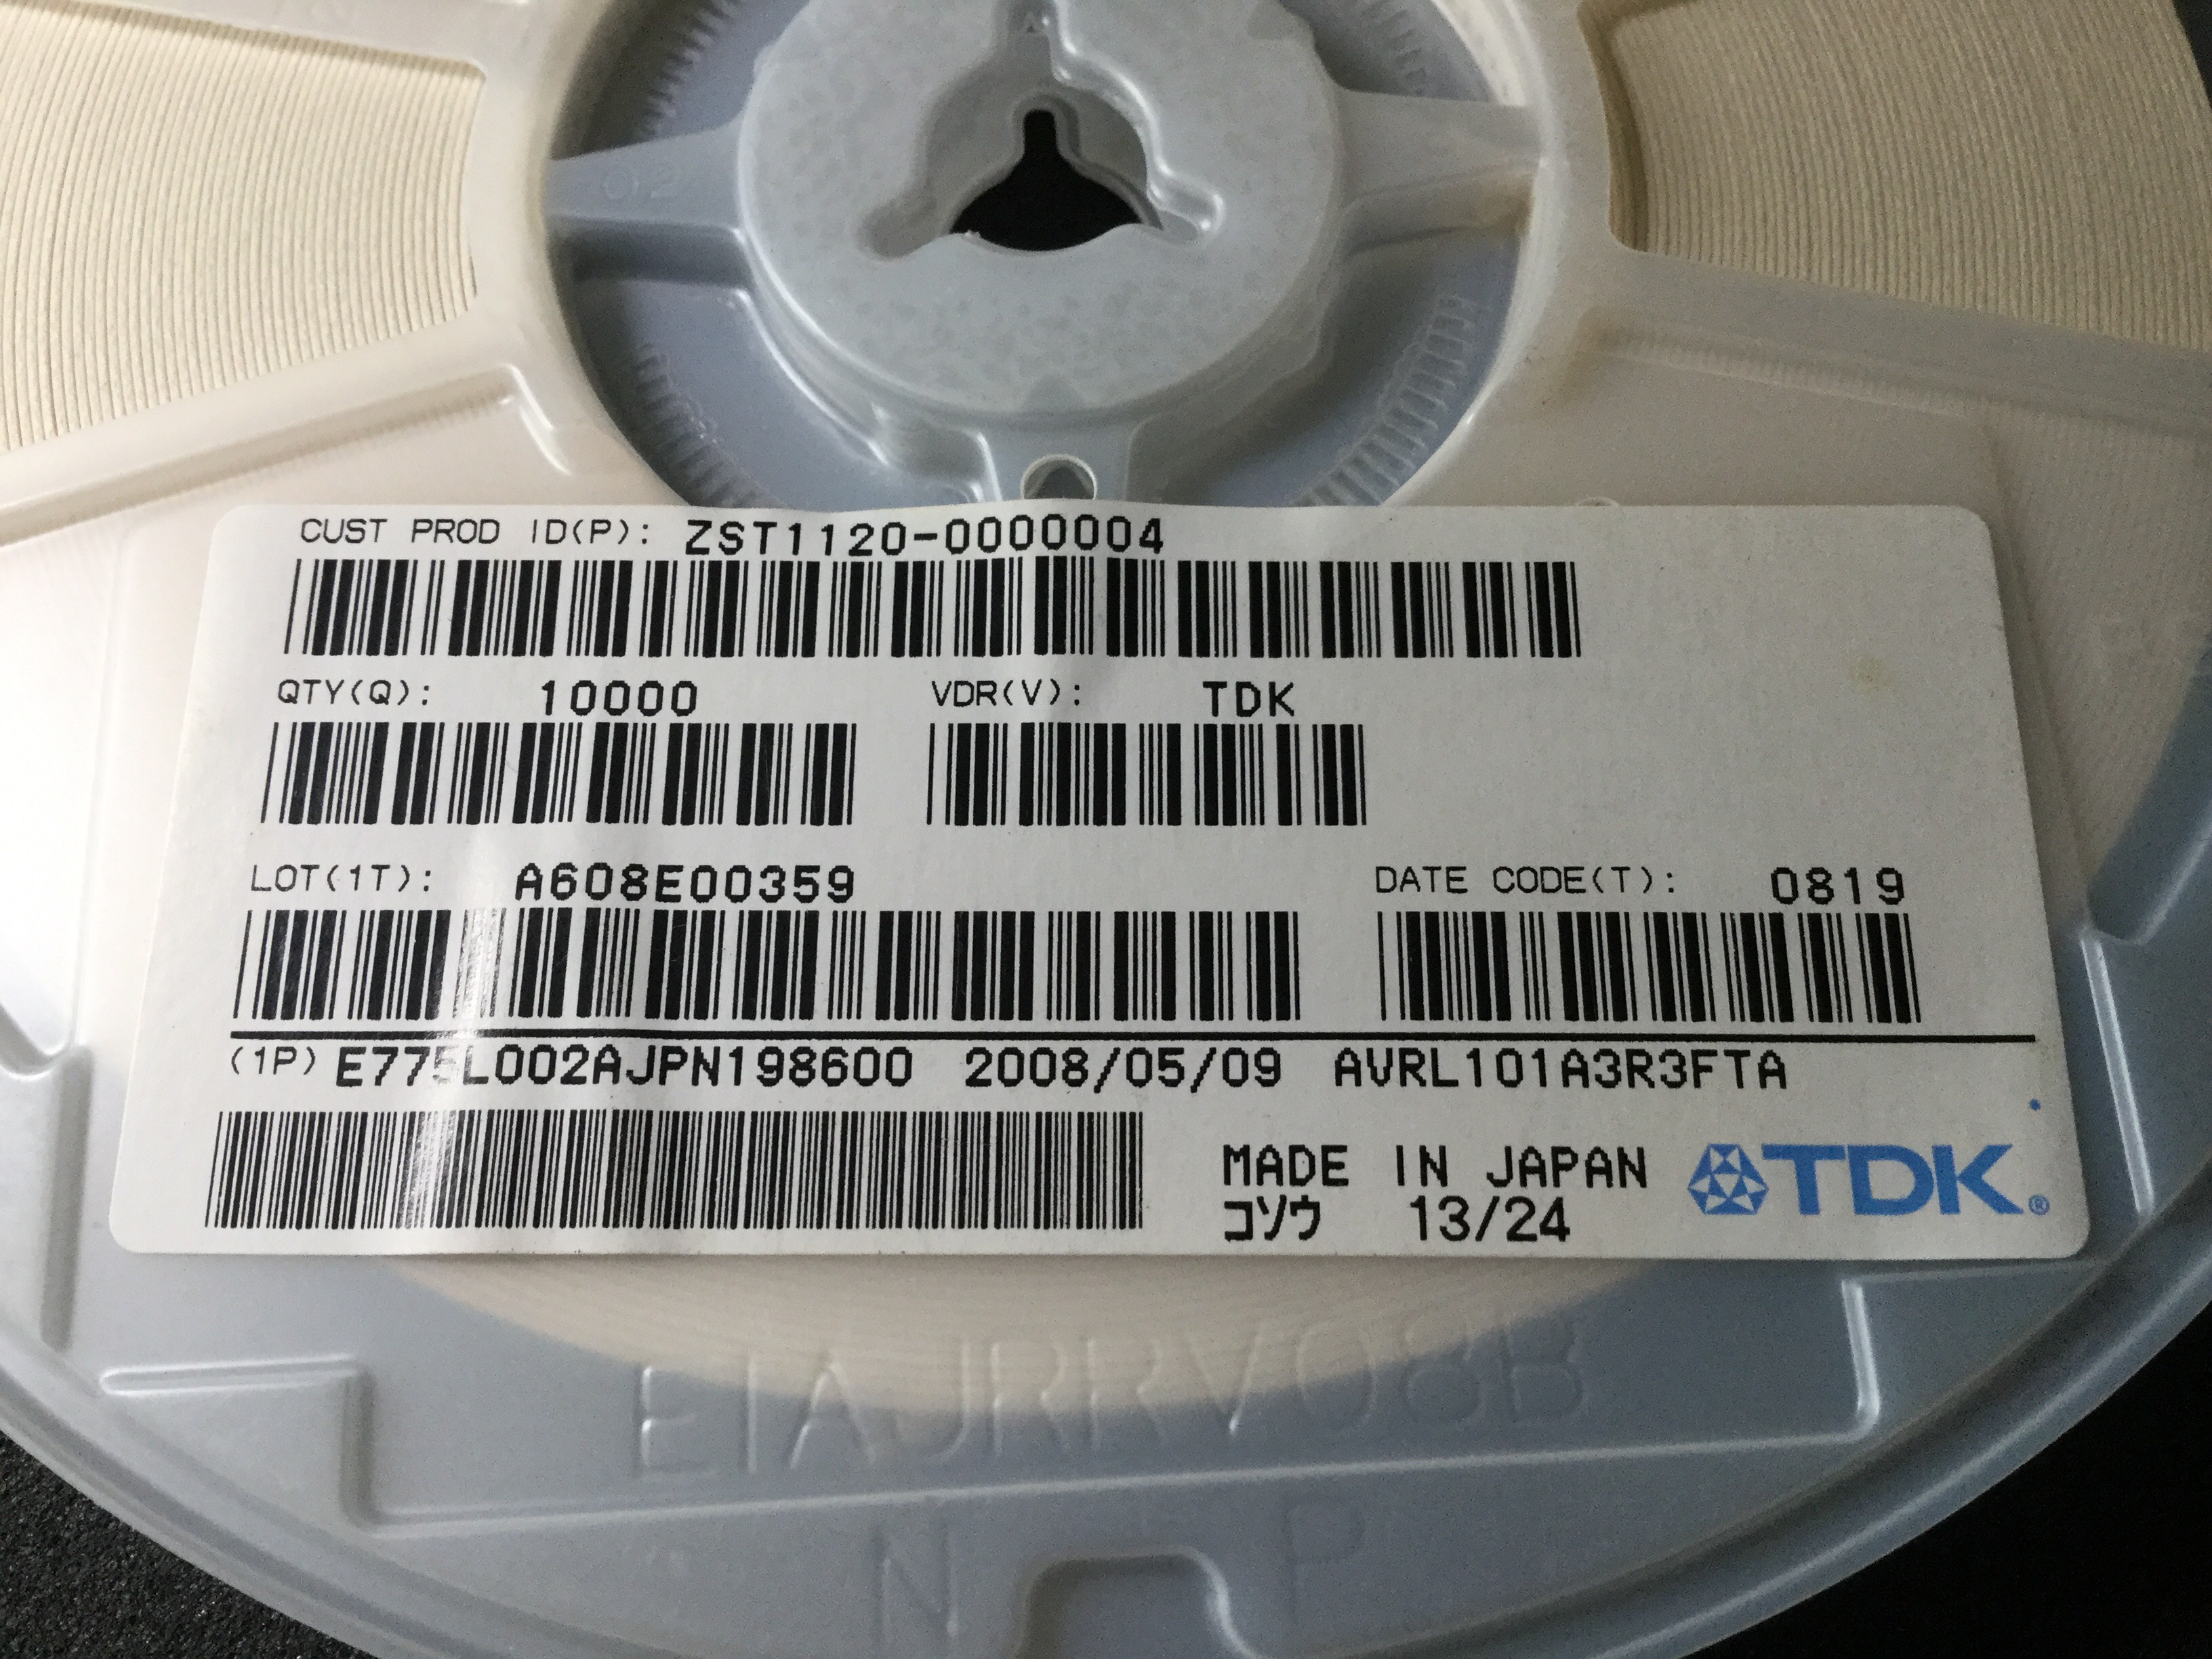 CUST PROD ID(P): ZST1120-0000004
QTY(Q): 10000 VDR(V): TDK
LOT(1T): A608E00359 DATE CODE(T): 0819
(1P) E775L002AJPN198600 2008/05/09 AVRL101A3R3FTA
MADE IN JAPAN TDK®
コソウ 13/24
EIAJRRV08B
N P